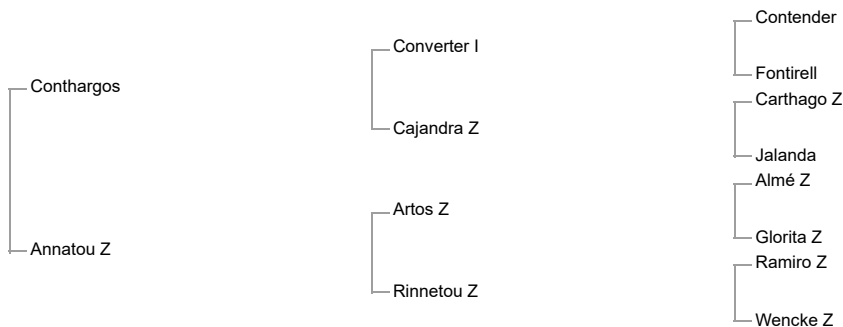 Contender
Converter I
Fontirell
Conthargos
Carthago Z
Cajandra Z
Jalanda
Almé Z
Artos Z
Glorita Z
Annatou Z
Ramiro Z
Rinnetou Z
Wencke Z